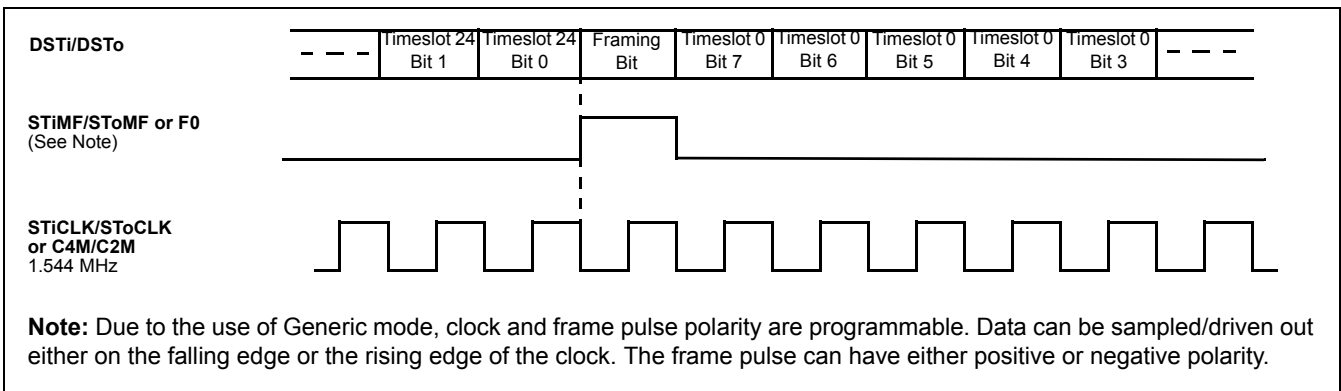 DSTi/DSTo
Timeslot 24 Timeslot 24 Framing Timeslot 0 Timeslot 0 Timeslot 0 Timeslot 0 Timeslot 0
Bit 1 Bit 0 Bit Bit 7 Bit 6 Bit 5 Bit 4 Bit 3
STiMF/SToMF or F0
(See Note)
STiCLK/SToCLK
or C4M/C2M
1.544 MHz
Note: Due to the use of Generic mode, clock and frame pulse polarity are programmable. Data can be sampled/driven out
either on the falling edge or the rising edge of the clock. The frame pulse can have either positive or negative polarity.